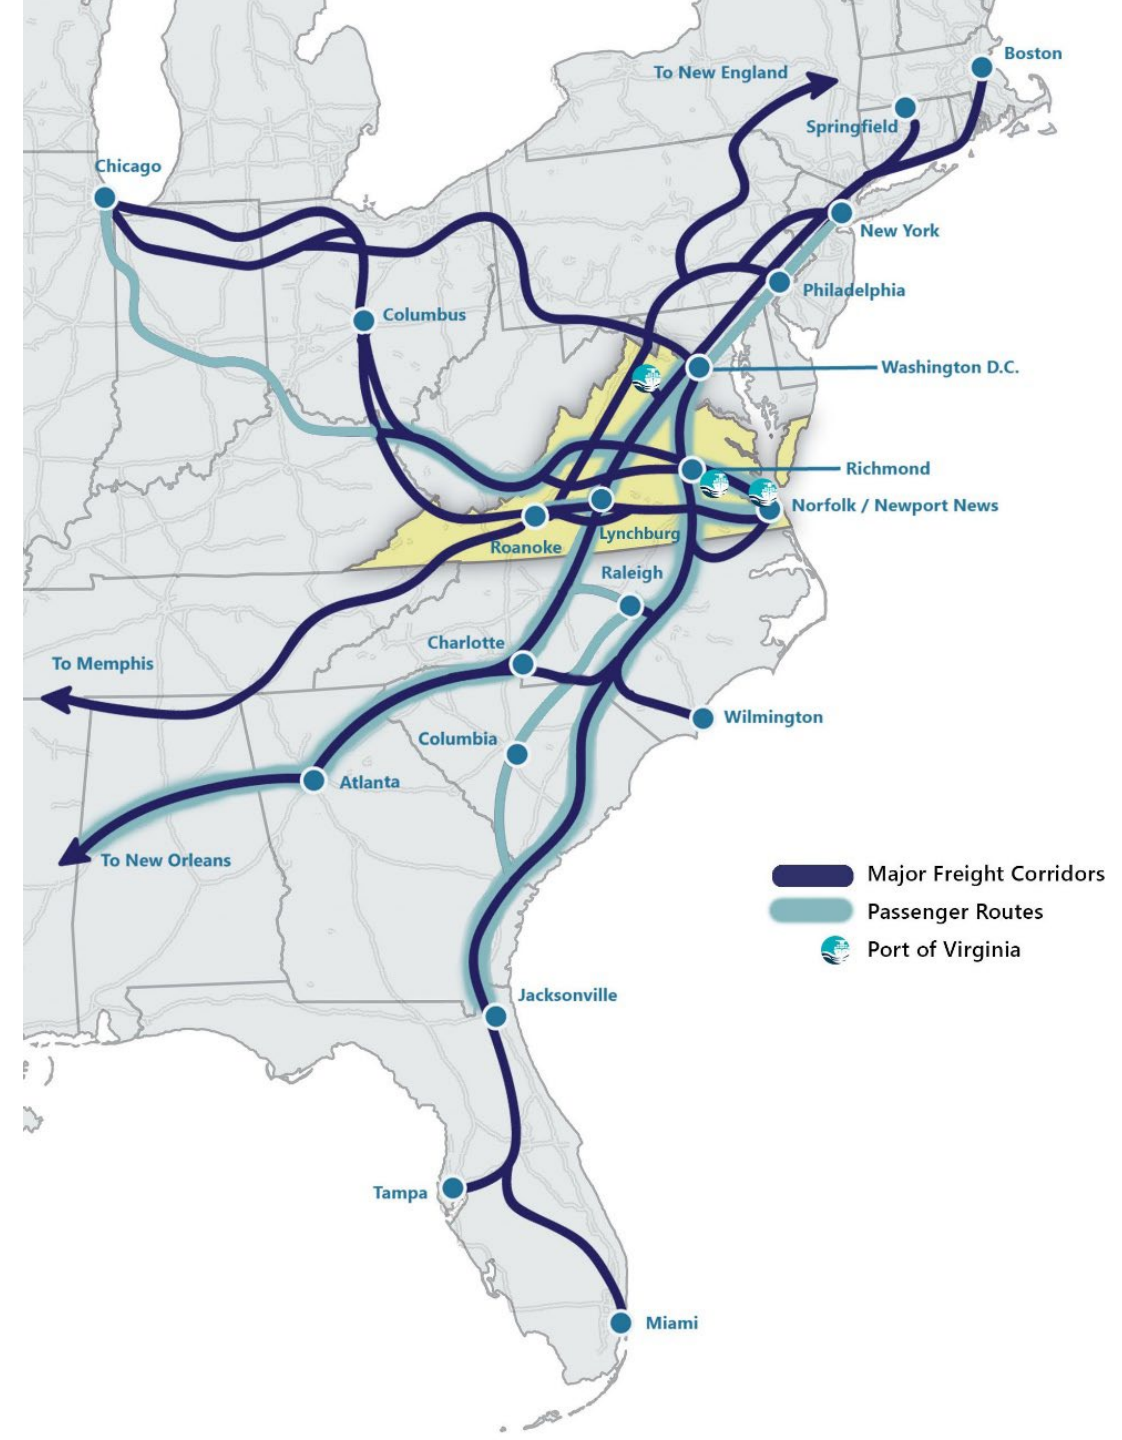 Boston
To New England
Springfield
Chicago
New York
Philadelphia
Columbus
Washington D.C.
Richmond
Norfolk / Newport News
Lynchburg
Roanoke
Raleigh
Charlotte
To Memphis
Wilmington
Columbia
Atlanta
To New Orleans
Major Freight Corridors
Passenger Routes
Port of Virginia
Jacksonville
Tampa
Miami